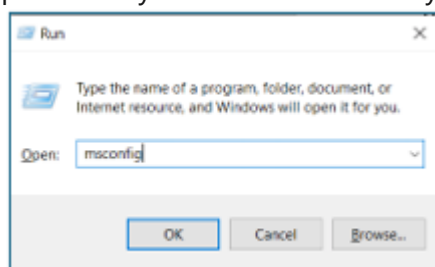 Run
Type the name of a program, folder, document, or
Internet resource, and Windows will open it for you.
Open: msconfig
OK Cancel Browse...